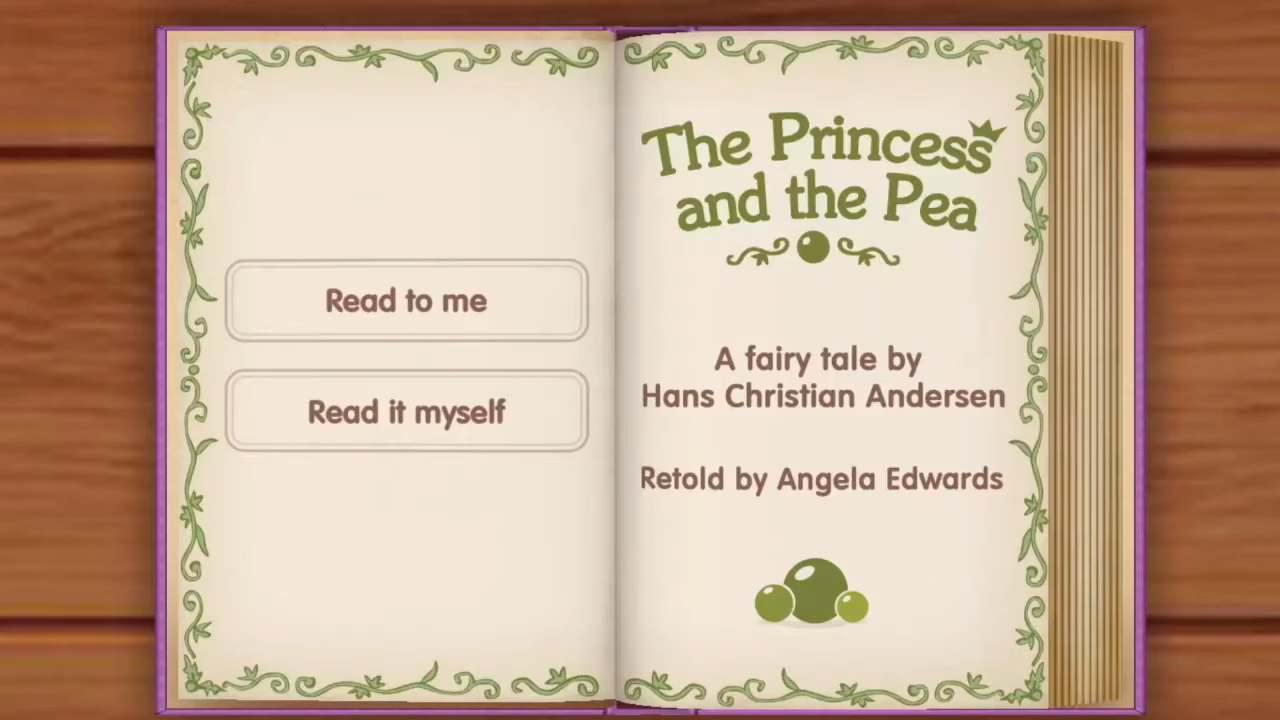 Read to me
Read it myself
The Princess
and the Pea
A fairy tale by
Hans Christian Andersen
Retold by Angela Edwards